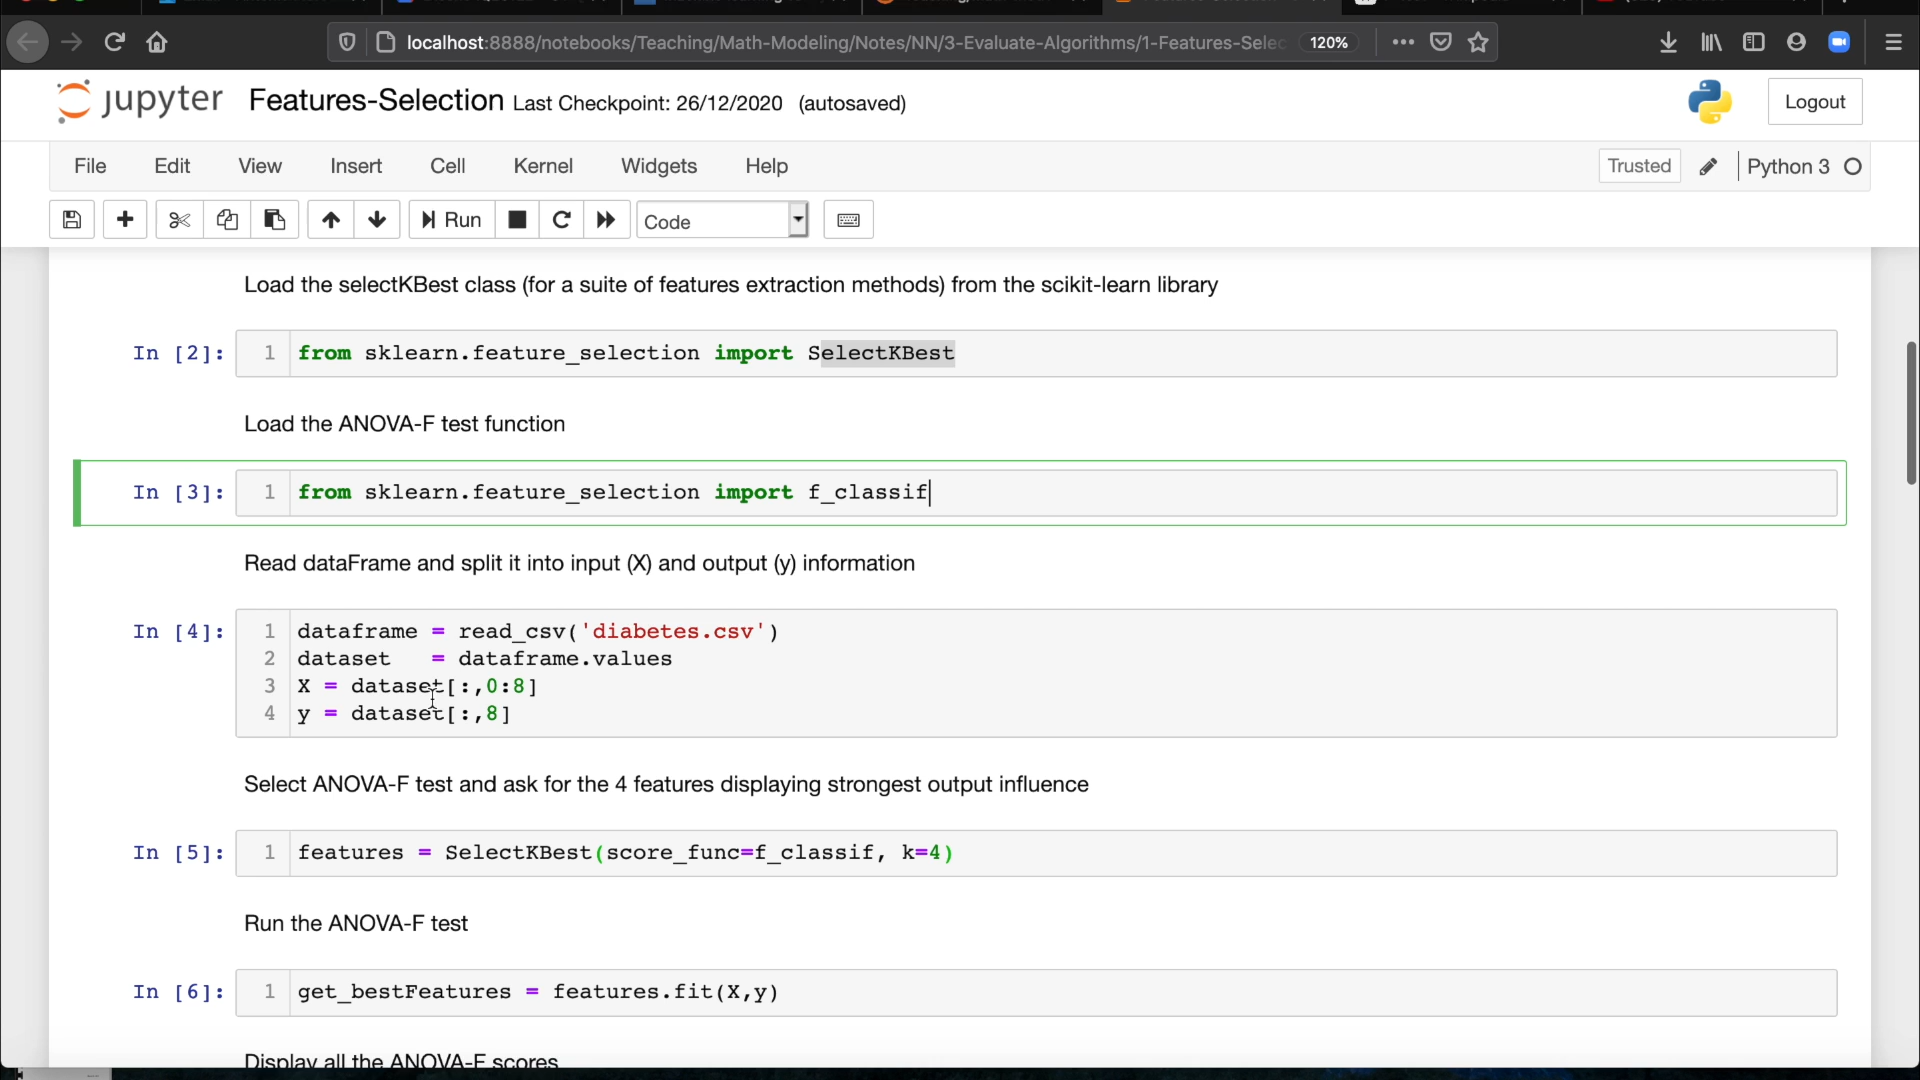 localhost:8888/notebooks/Teaching/Math-Modeling/Notes/NN/3-Evaluate-Algorithms/1-Features-Selec 120%
jupyter Features-Selection Last Checkpoint: 26/12/2020 (autosaved) Logout
File Edit View Insert Cell Kernel Widgets Help Trusted Python 3
Run Code
Load the selectKBest class (for a suite of features extraction methods) from the scikit-learn library
In [2]: 1 from sklearn.feature_selection import SelectKBest
Load the ANOVA-F test function
In [3]: 1 from sklearn.feature_selection import f_classif
Read dataFrame and split it into input (X) and output (y) information
In [4]: 1 dataframe = read_csv('diabetes.csv')
2 dataset = dataframe.values
3 X = dataset[:,0:8]
4 y = dataset[:,8]
Select ANOVA-F test and ask for the 4 features displaying strongest output influence
In [5]: 1 features = SelectKBest(score_func=f_classif, k=4)
Run the ANOVA-F test
In [6]: 1 get_bestFeatures = features.fit(X,y)
Display all the ANOVA-F scores